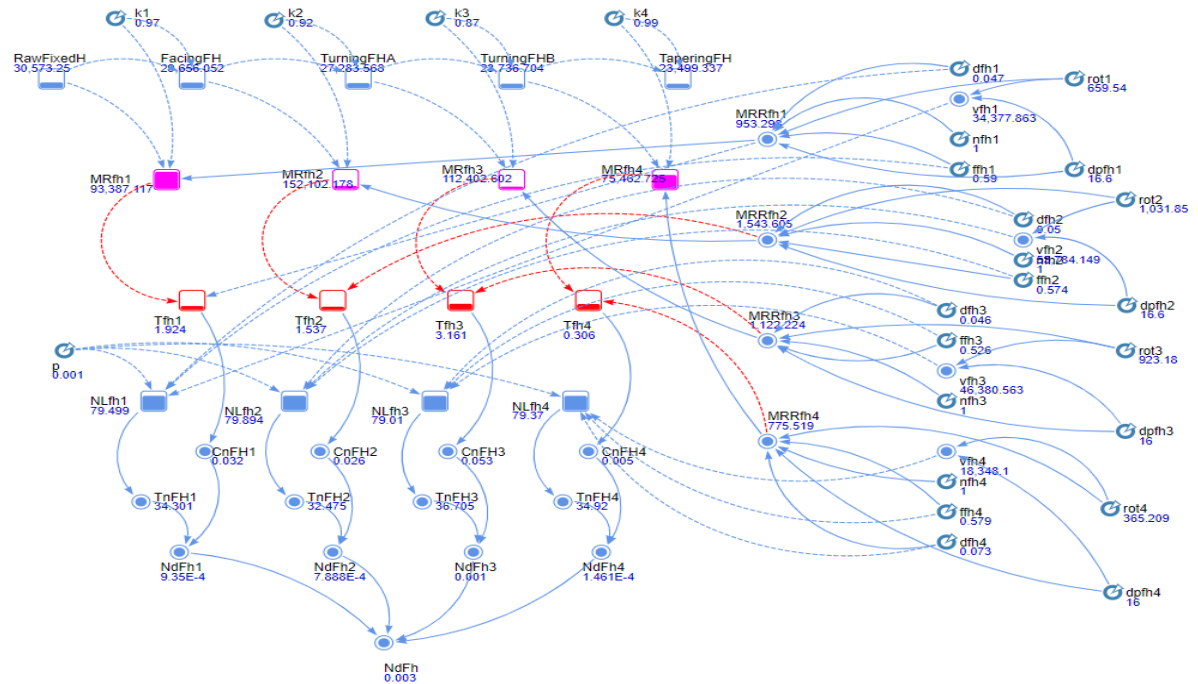 k1
0.97
k2
0.92
k3
0.87
k4
0.99
RawFixedH
30,573.25
FacingFH
28,656.052
TurningFHA
27,283.568
TurningFHB
TaperingFH
23,499.337
dfh1
0.047
rot1
659.54
vfh1
34,377.863
MRRfh1
nfh1
1
ffh1
0.59
dpfh1
16.6
MRfh1
93,387.117
MRfh2
152,102.178
MRfh3
112,402.602
MRfh4
75,462.725
rot2
1,031.85
MRRfh2
1,543.605
dfh2
0.05
vfh2
nfh2
1
ffh2
0.574
dpfh2
16.6
Tfh1
1.924
Tfh2
1.537
Tfh3
3.161
Tfh4
0.306
MRRfh3
1,122.224
dfh3
0.046
ffh3
0.526
rot3
923.18
p
0.001
vfh3
46,380.563
nfh3
1
NLfh1
79.499
NLfh2
79.894
NLfh3
79.01
NLfh4
79.37
MRRfh4
775.519
dpfh3
16
CnFH1
0.032
CnFH2
0.026
CnFH3
0.053
CnFH4
0.005
vfh4
18,348.1
nfh4
1
TnFH1
34.301
TnFH2
32.475
TnFH3
36.705
TnFH4
34.92
ffh4
0.579
rot4
365.209
dfh4
0.073
NdFh1
9.35E-4
NdFh2
7.888E-4
NdFh3
0.001
NdFh4
1.461E-4
dpfh4
16
NdFh
0.003